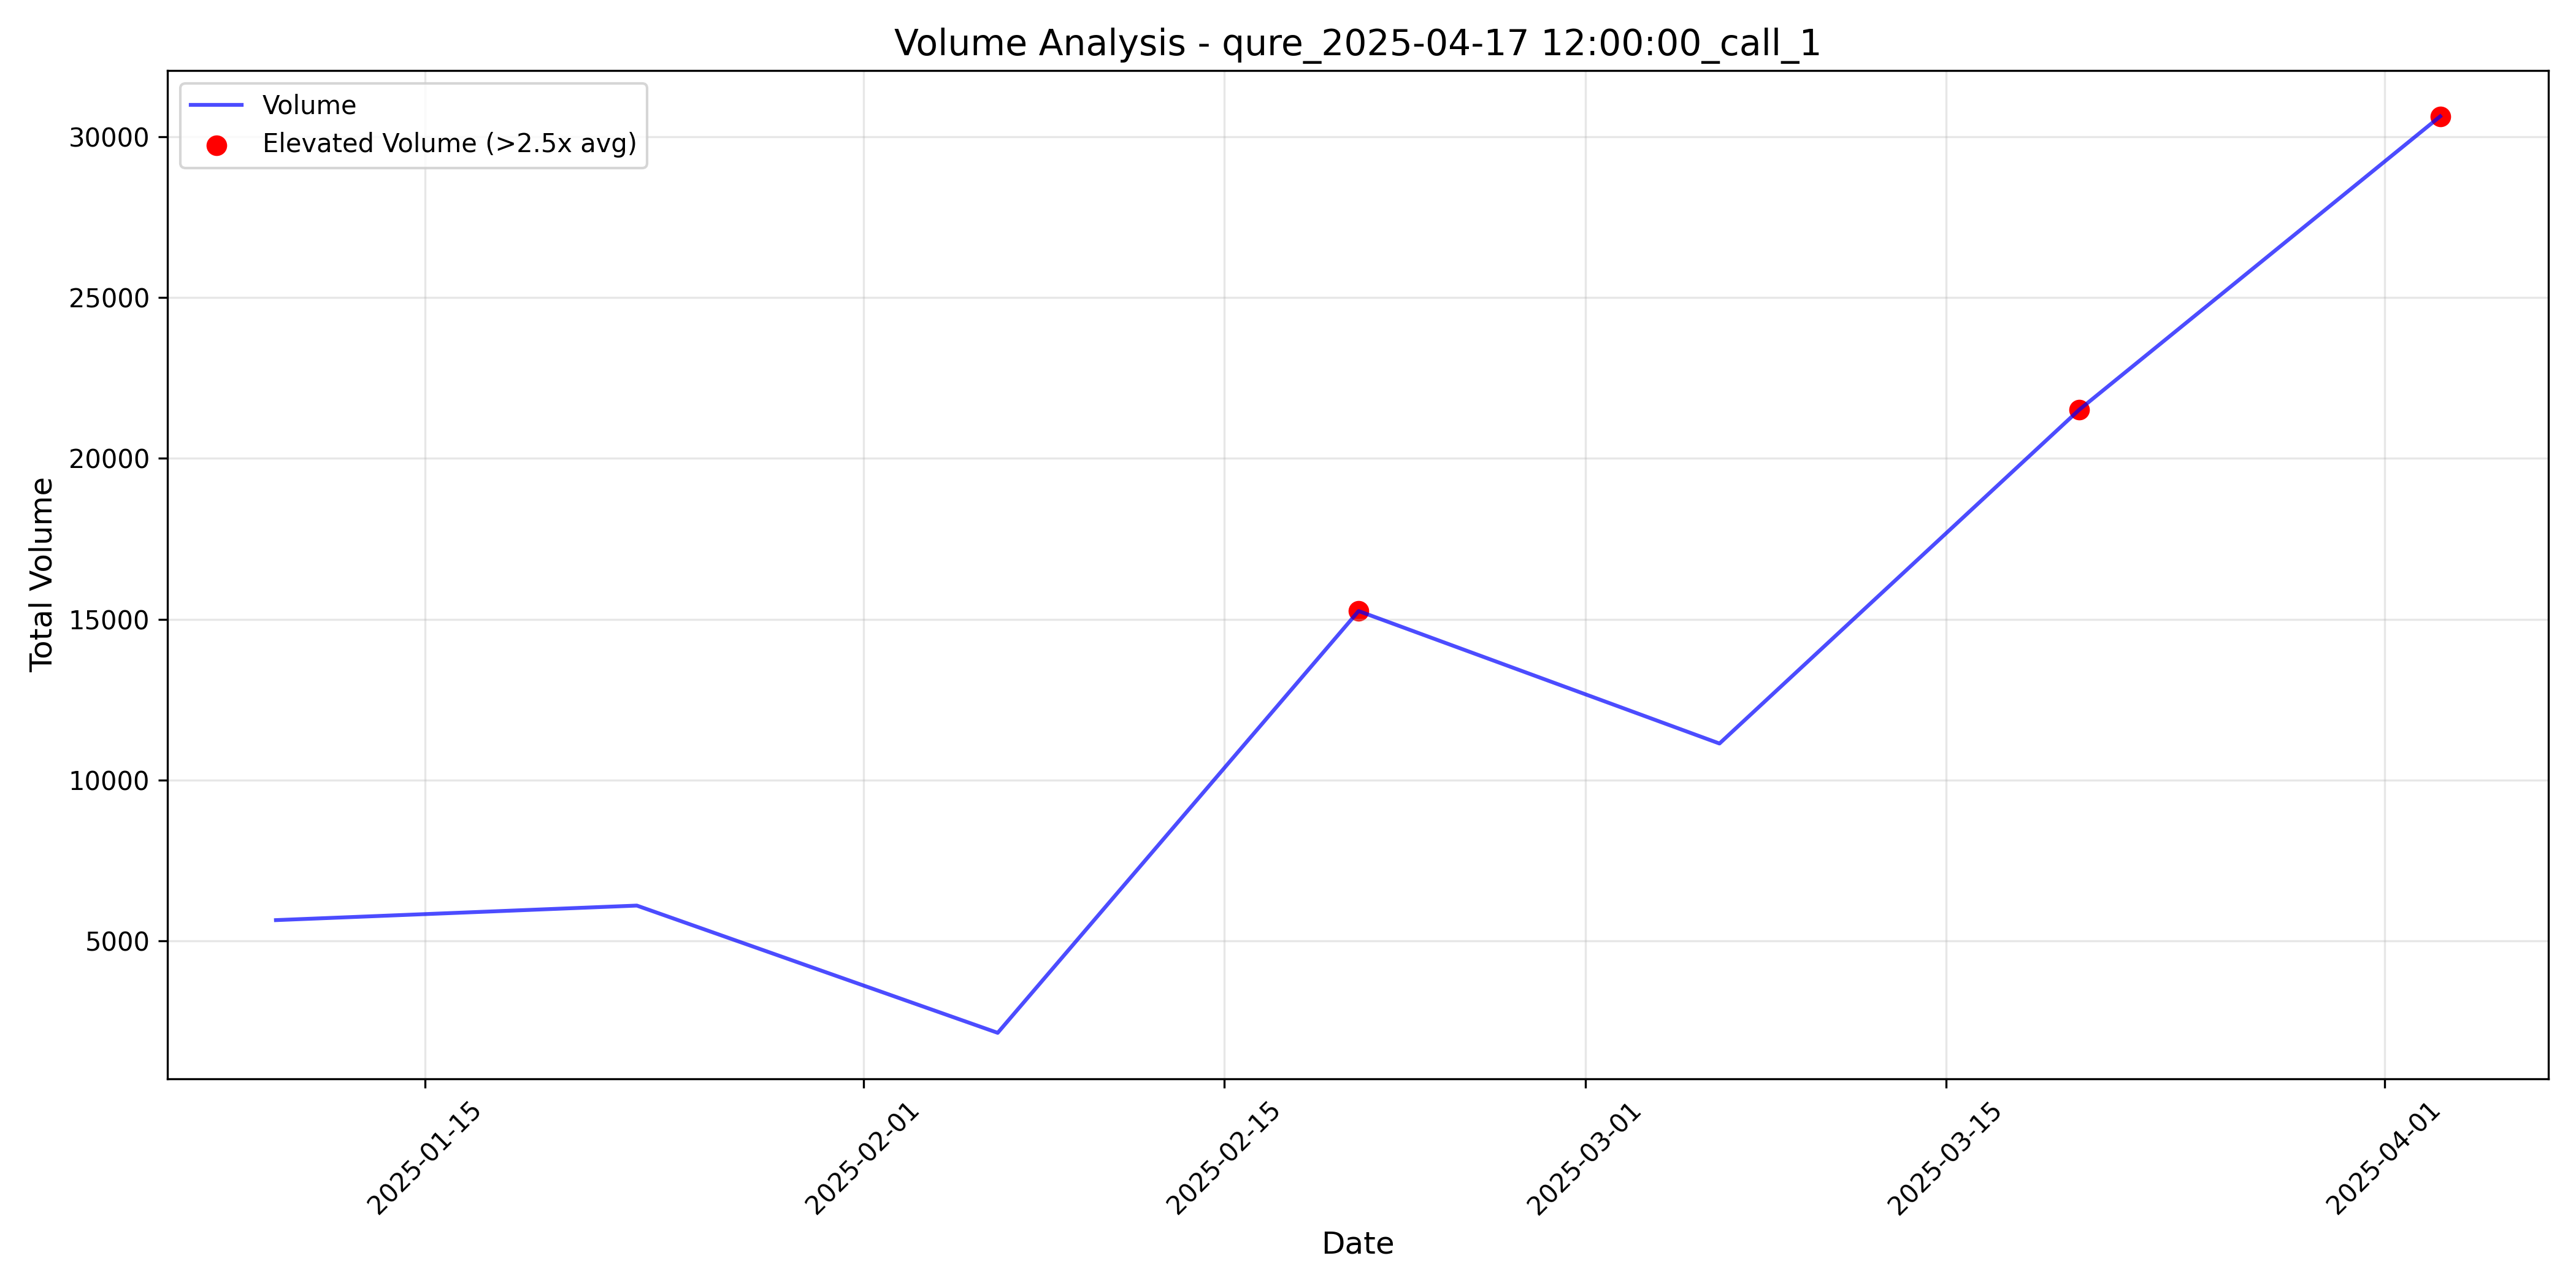 Volume Analysis - qure_2025-04-17 12:00:00_call_1
Volume
Elevated Volume (>2.5x avg)
Total Volume
30000
25000
20000
15000
10000
5000
2025-01-15
2025-02-01
2025-02-15
2025-03-01
2025-03-15
2025-04-01
Date